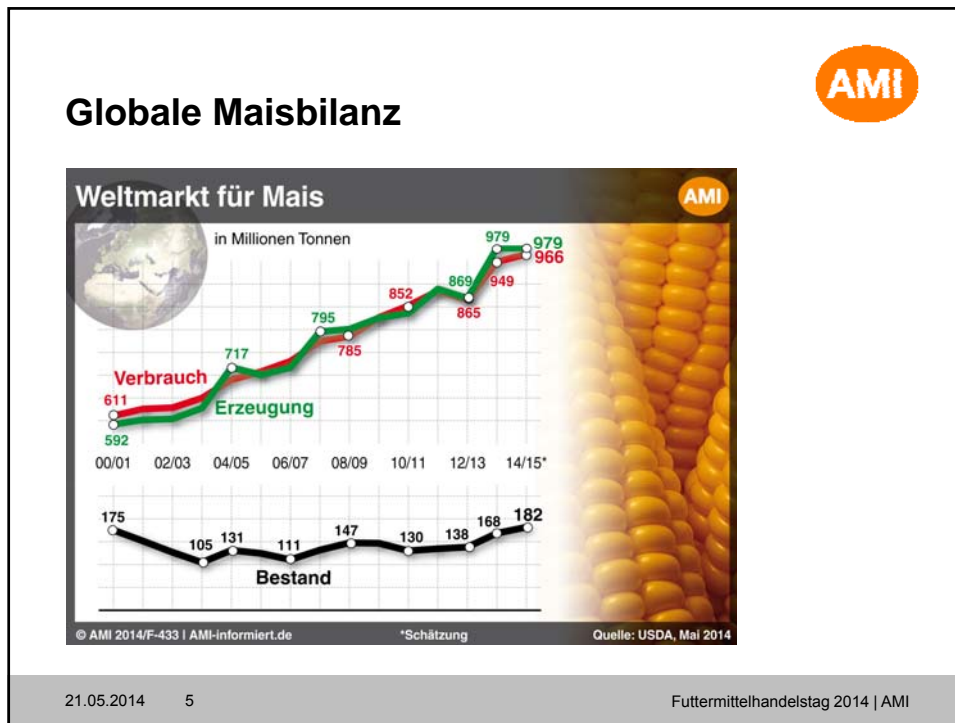 AMI
Globale Maisbilanz
Weltmarkt für Mais
AMI
in Millionen Tonnen
979
979
966
949
869
865
852
795
785
717
Verbrauch
611
Erzeugung
592
00/01 02/03 04/05 06/07 08/09 10/11 12/13 14/15*
175
105
131
111
147
130
138
168
182
Bestand
© AMI 2014/F-433 I AMI-informiert.de *Schätzung Quelle: USDA, Mai 2014
21.05.2014 5 Futtermittelhandelstag 2014 | AMI